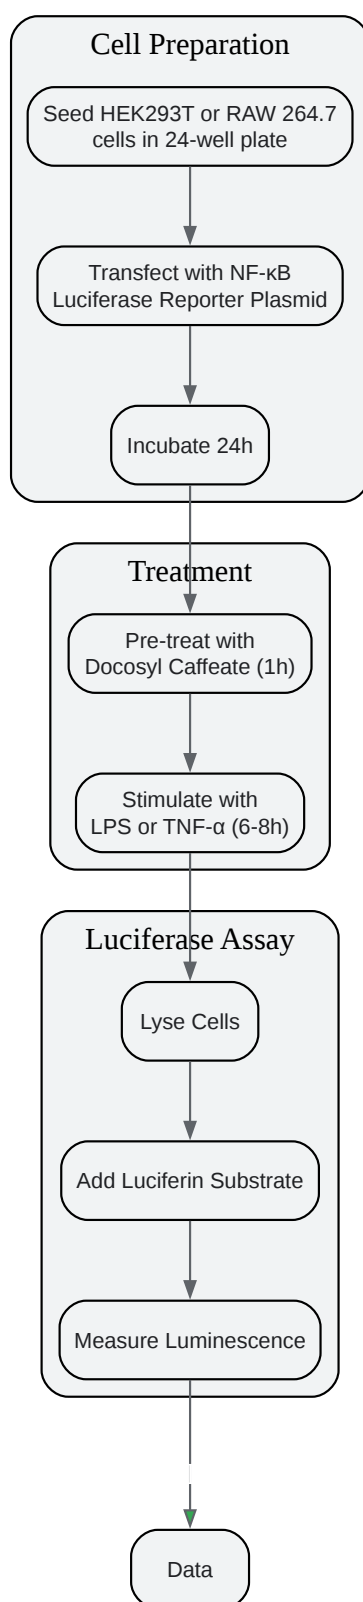 Cell Preparation
Seed HEK293T or RAW 264.7
cells in 24-well plate
Transfect with NF-κB
Luciferase Reporter Plasmid
Incubate 24h
Treatment
Pre-treat with
Docosyl Caffeate (1h)
Stimulate with
LPS or TNF-α (6-8h)
Luciferase Assay
Lyse Cells
Add Luciferin Substrate
Measure Luminescence
Data